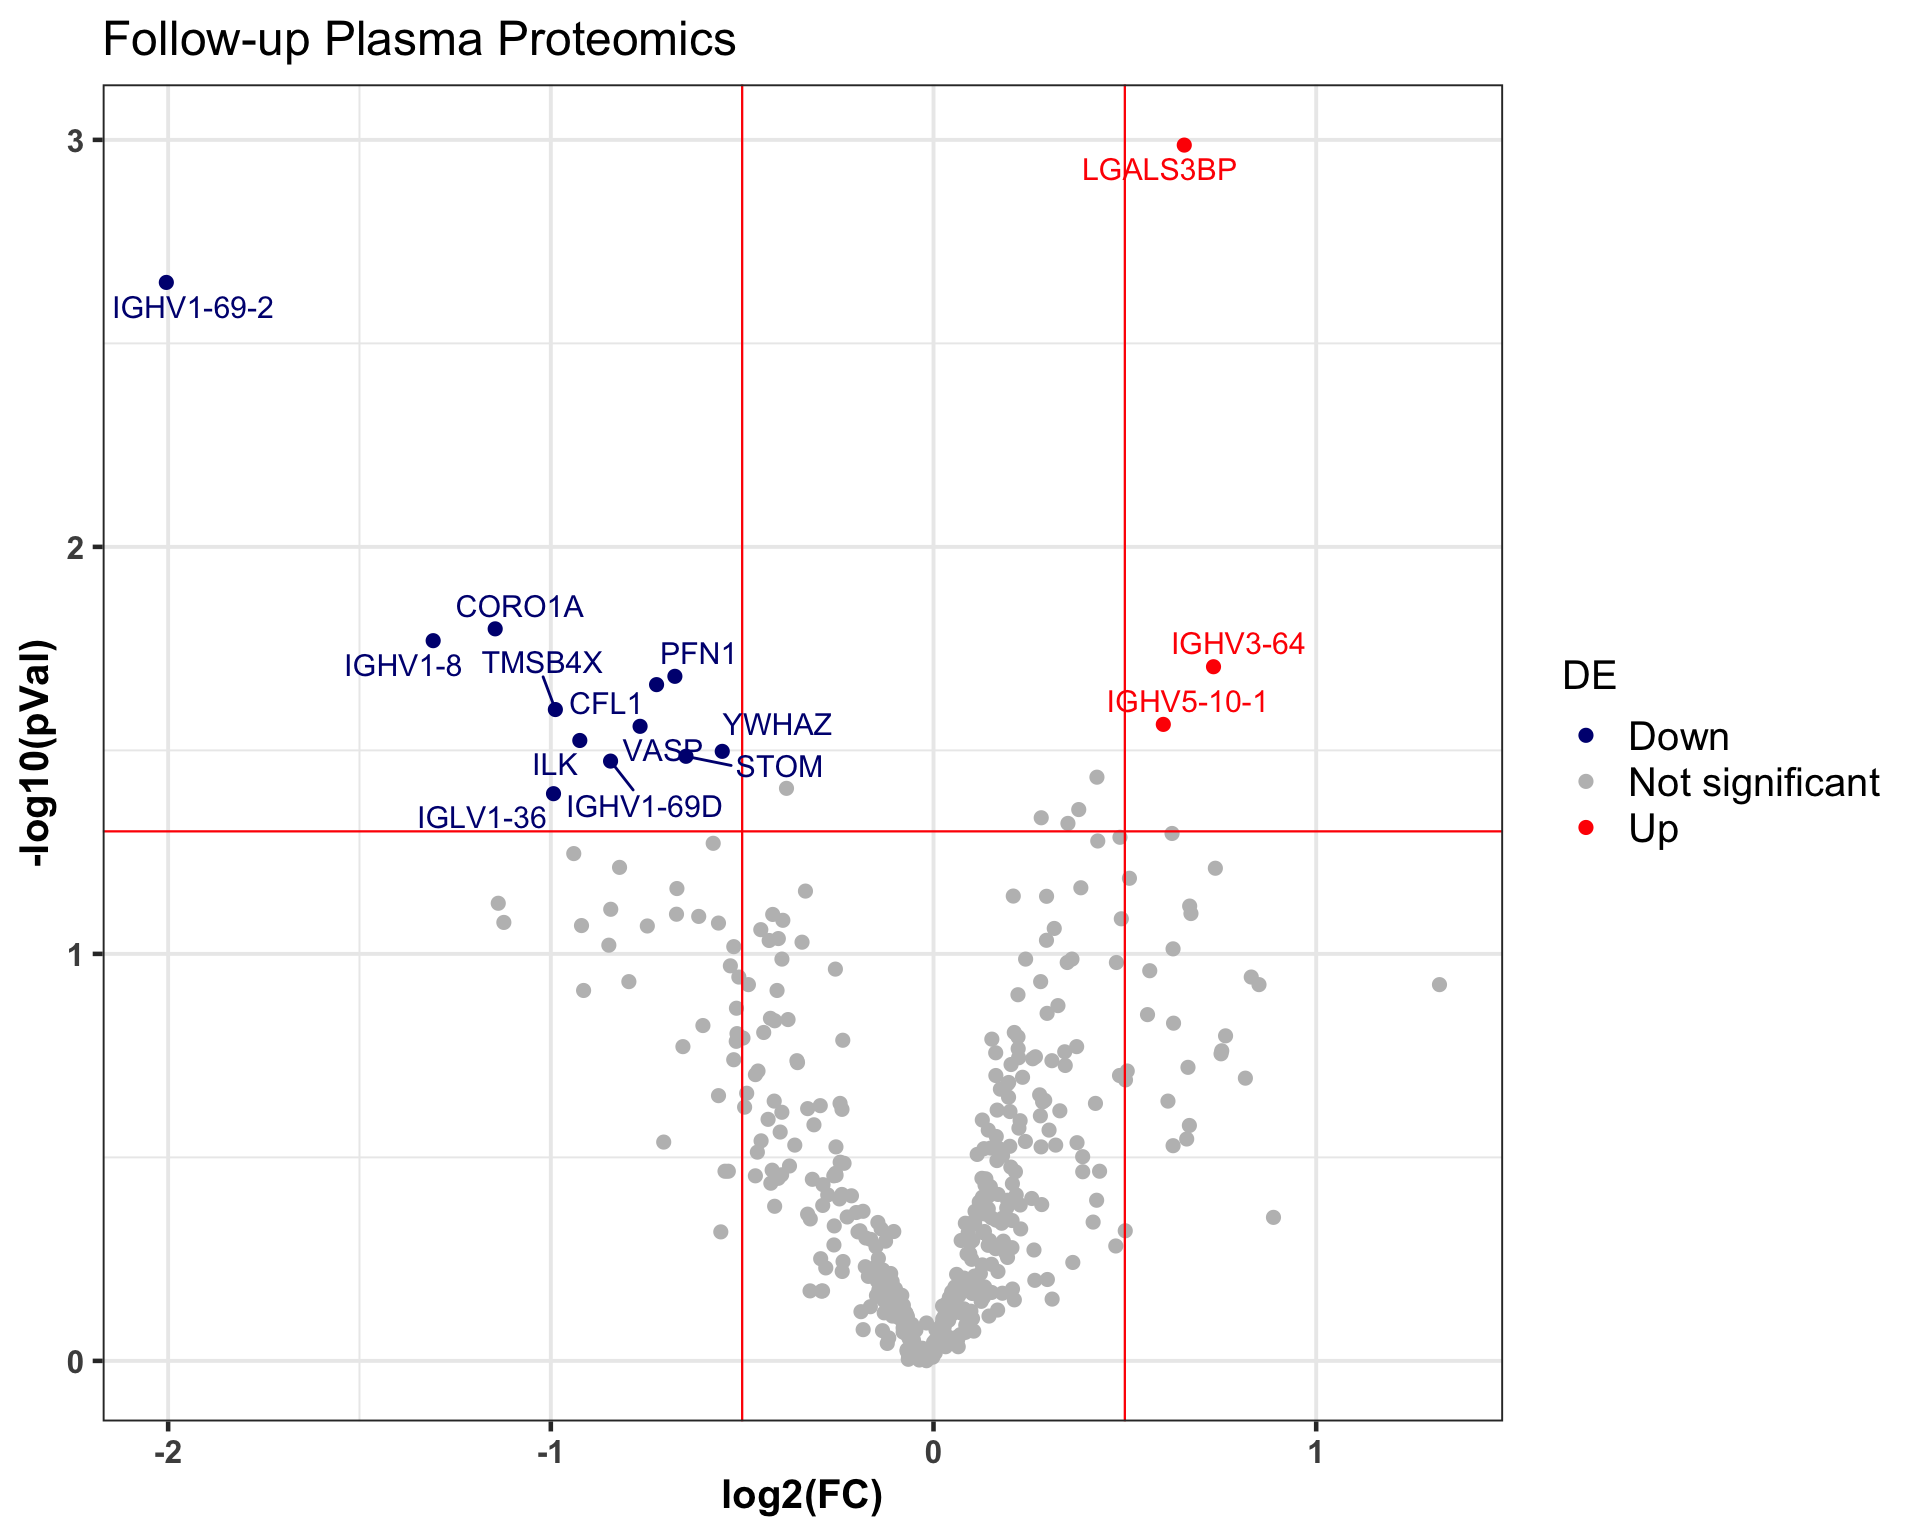 Follow-up Plasma Proteomics
3
LGALS3BP
IGHV1-69-2
2
CORO1A
IGHV1-8
TMSB4X
PFN1
IGHV3-64
CFL1
IGHV5-10-1
YWHAZ
VASP
ILK
STOM
IGLV1-36
IGHV1-69D
1
0
-2
-1
0
1
-log10(pVal)
log2(FC)
DE
Down
Not significant
Up